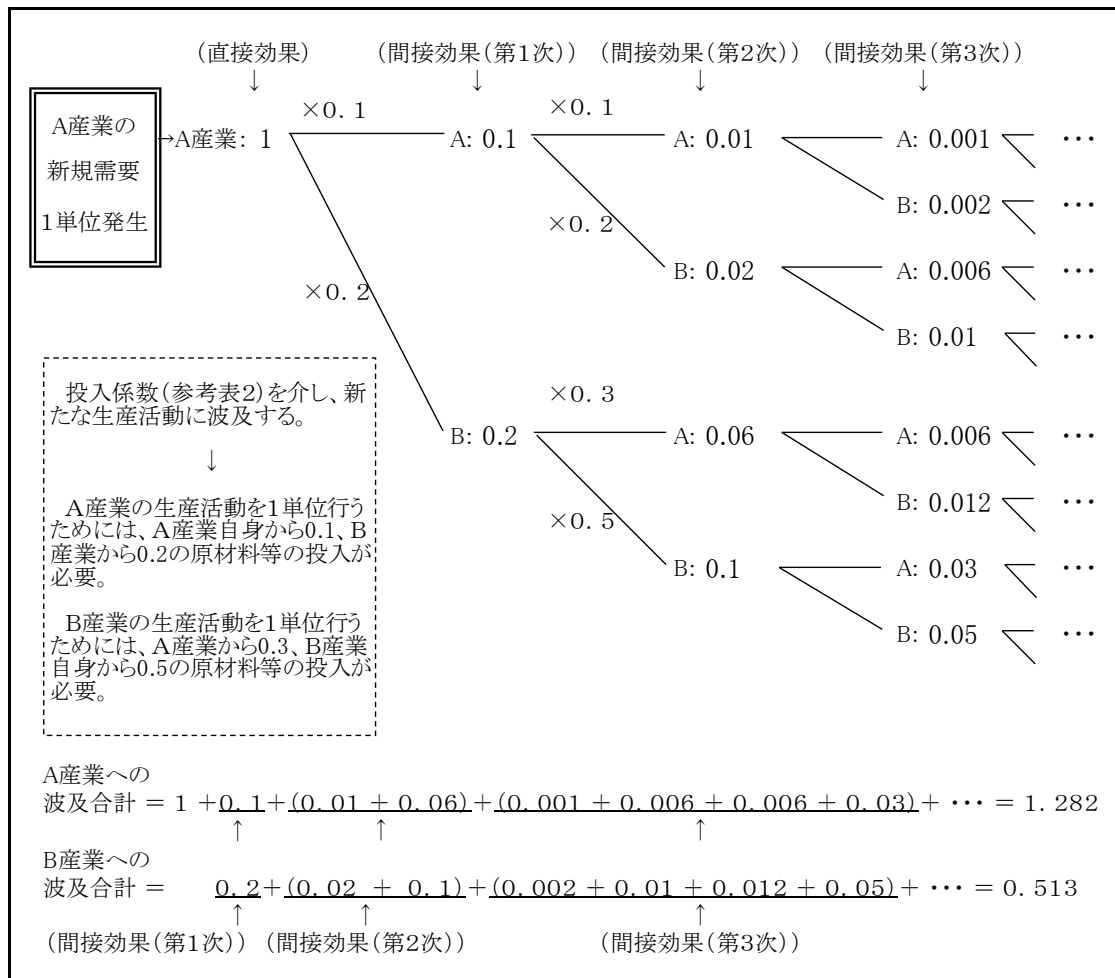 (直接効果) (間接効果(第1次)) (間接効果(第2次)) (間接効果(第3次))
↓ ↓ ↓ ↓
A産業の
新規需要
1単位発生
→A産業: 1 ×0.1 A: 0.1 ×0.1 A: 0.01 A: 0.001 ・・・
B: 0.002 ・・・
×0.2
B: 0.02 A: 0.006 ・・・
×0.2
B: 0.01 ・・・
投入係数(参考表2)を介し、新
たな生産活動に波及する。
↓
A産業の生産活動を1単位行う
ためには、A産業自身から0.1、B
産業から0.2の原材料等の投入が
必要。
B産業の生産活動を1単位行う
ためには、A産業から0.3、B産業
自身から0.5の原材料等の投入が
必要。
×0.3
B: 0.2 A: 0.06 A: 0.006 ・・・
B: 0.012 ・・・
×0.5
B: 0.1 A: 0.03 ・・・
B: 0.05 ・・・
A産業への
波及合計 = 1 +0.1+(0.01 + 0.06)+(0.001 + 0.006 + 0.006 + 0.03)+ ・・・ = 1.282
↑ ↑ ↑
B産業への
波及合計 = 0.2+(0.02 + 0.1)+(0.002 + 0.01 + 0.012 + 0.05)+ ・・・ = 0.513
↑ ↑ ↑
(間接効果(第1次)) (間接効果(第2次)) (間接効果(第3次))